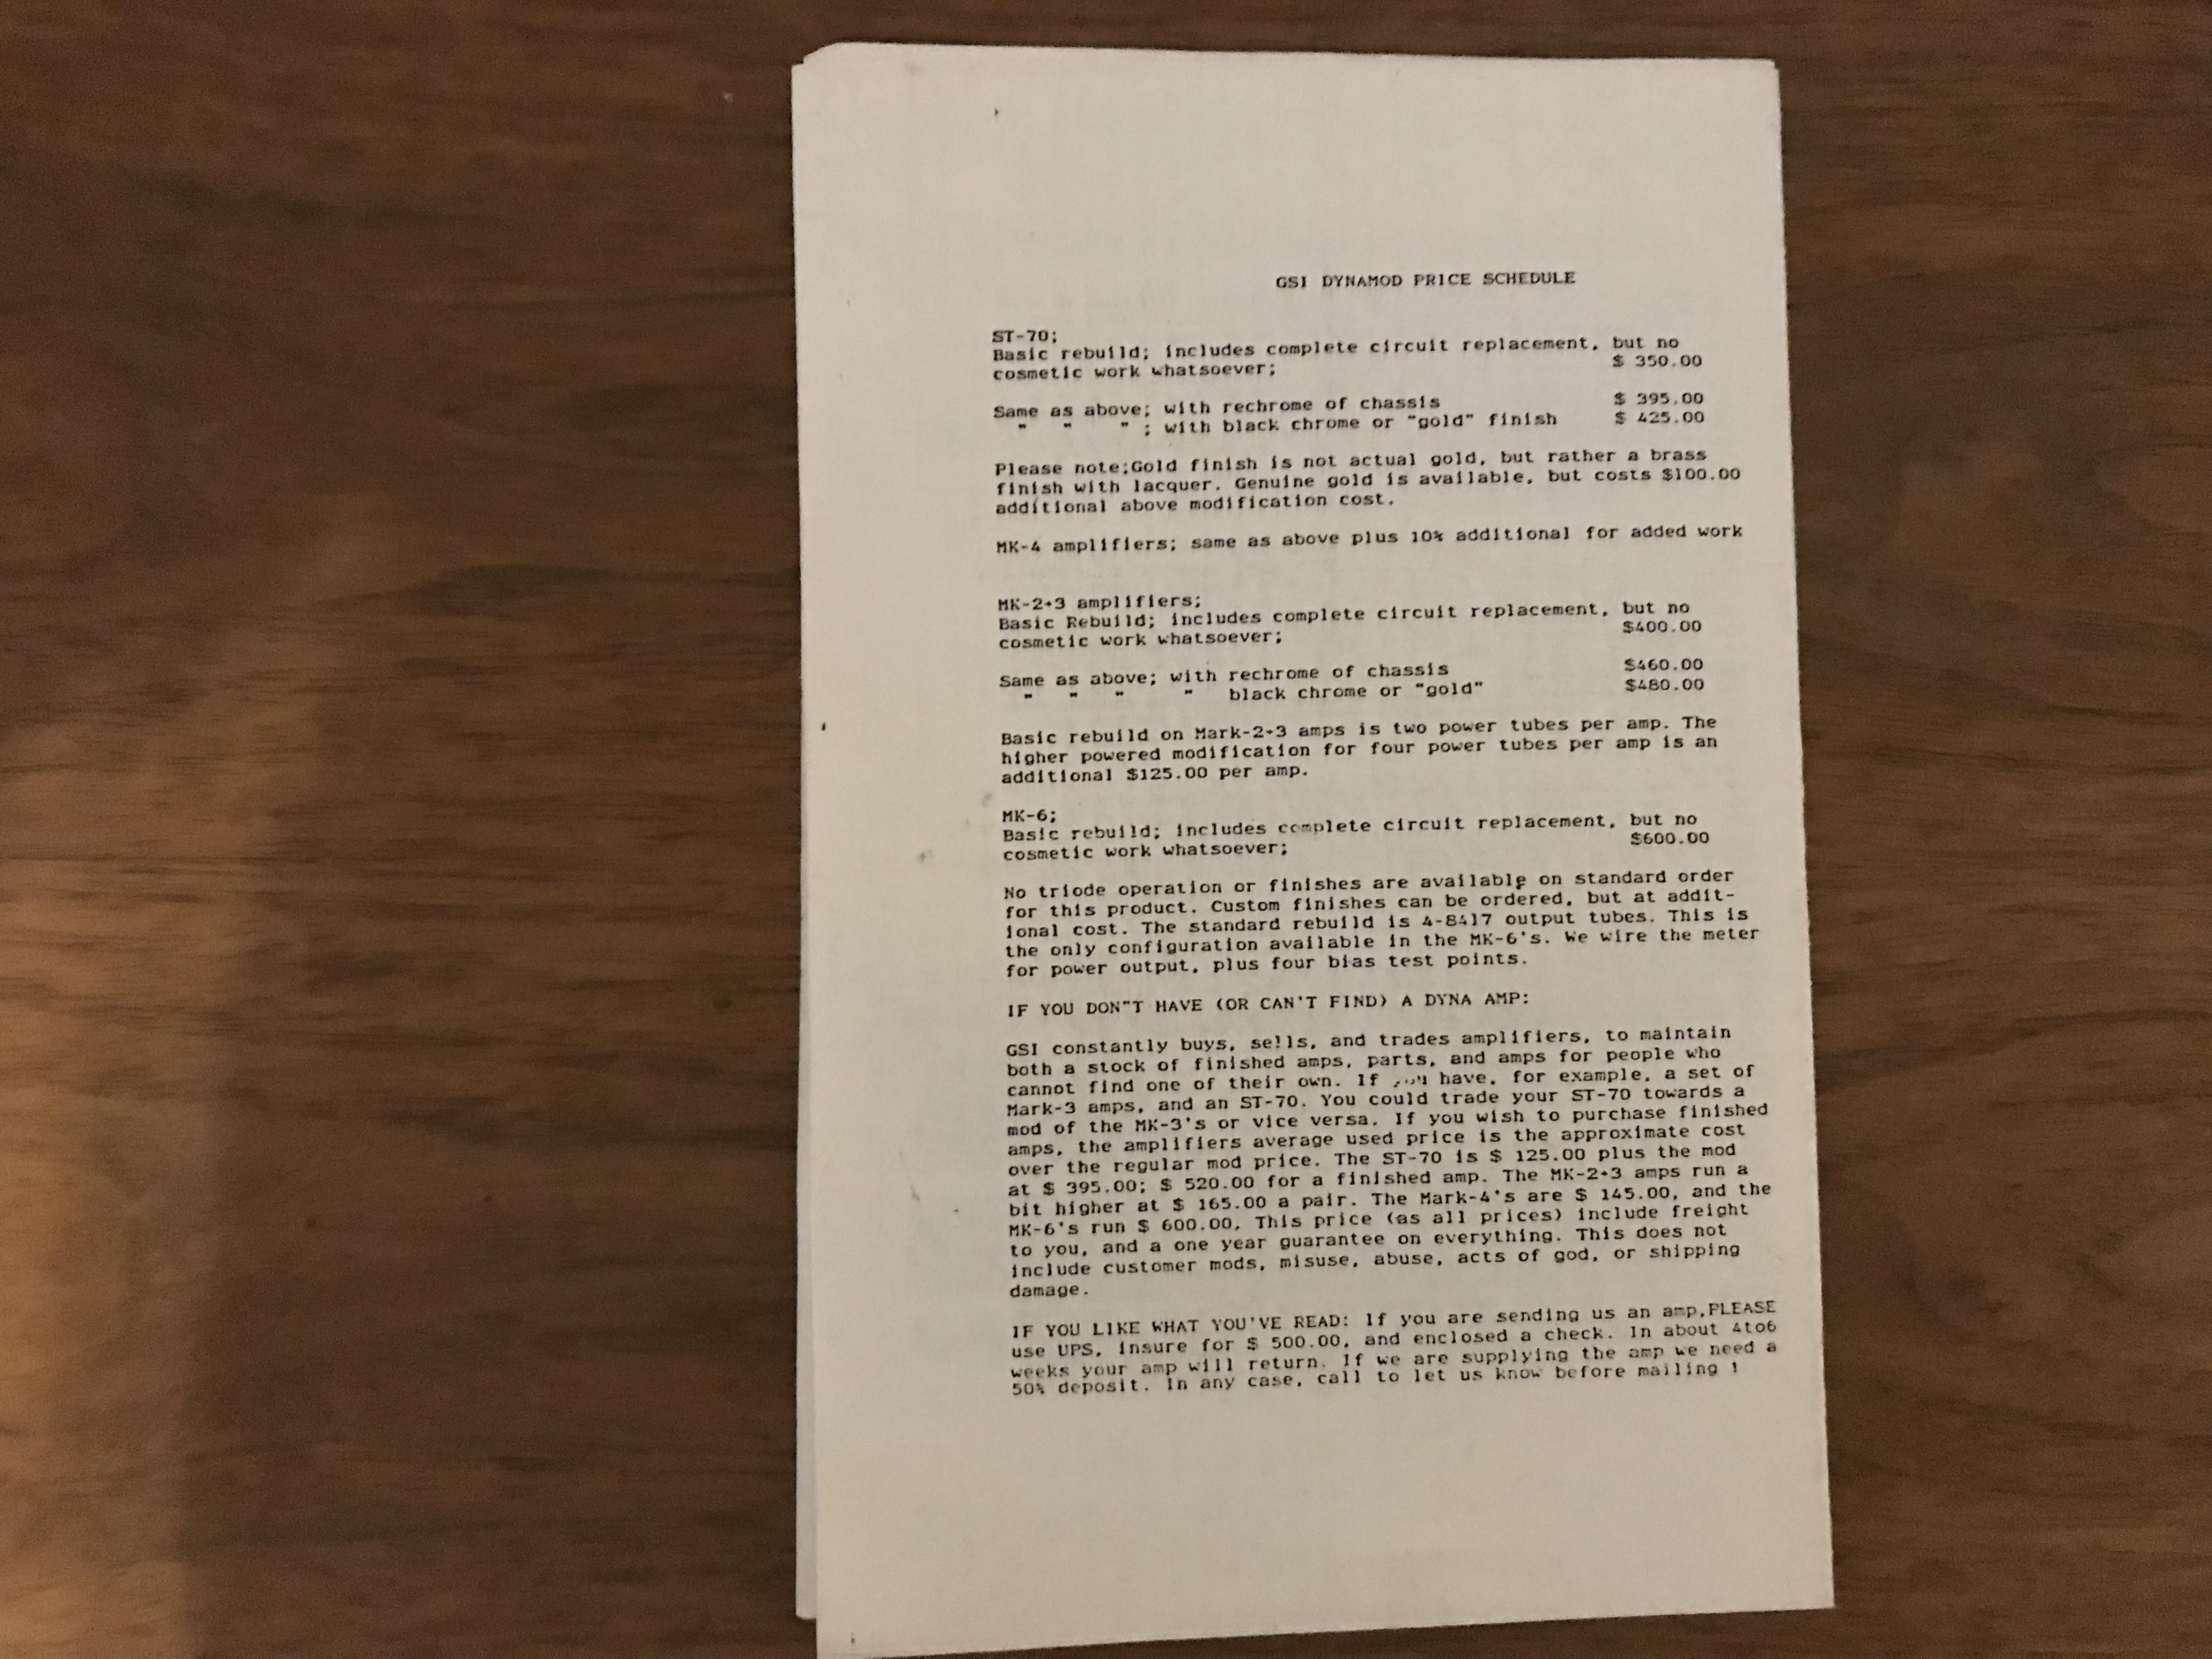 GSI DYNAMOD PRICE SCHEDULE
ST-70;
Basic rebuild; includes complete circuit replacement, but no
cosmetic work whatsoever; $ 350.00
Same as above; with rechrome of chassis $ 395.00
" " " ; with black chrome or "gold" finish $ 425.00
Please note;Gold finish is not actual gold, but rather a brass
finish with lacquer. Genuine gold is available, but costs $100.00
additional above modification cost.
MK-4 amplifiers; same as above plus 10% additional for added work
MK-2+3 amplifiers;
Basic Rebuild; includes complete circuit replacement, but no
cosmetic work whatsoever; $400.00
Same as above; with rechrome of chassis $460.00
" " " " black chrome or "gold" $480.00
Basic rebuild on Mark-2+3 amps is two power tubes per amp. The
higher powered modification for four power tubes per amp is an
additional $125.00 per amp.
MK-6;
Basic rebuild; includes complete circuit replacement, but no
cosmetic work whatsoever; $600.00
No triode operation or finishes are available on standard order
for this product. Custom finishes can be ordered, but at addit-
ional cost. The standard rebuild is 4-8417 output tubes. This is
the only configuration available in the MK-6's. We wire the meter
for power output, plus four bias test points.
IF YOU DON"T HAVE (OR CAN'T FIND) A DYNA AMP:
GSI constantly buys, sells, and trades amplifiers, to maintain
both a stock of finished amps, parts, and amps for people who
cannot find one of their own. If you have, for example, a set of
Mark-3 amps, and an ST-70. You could trade your ST-70 towards a
mod of the MK-3's or vice versa. If you wish to purchase finished
amps, the amplifiers average used price is the approximate cost
over the regular mod price. The ST-70 is $ 125.00 plus the mod
at $ 395.00; $ 520.00 for a finished amp. The MK-2+3 amps run a
bit higher at $ 165.00 a pair. The Mark-4's are $ 145.00, and the
MK-6's run $ 600.00. This price (as all prices) include freight
to you, and a one year guarantee on everything. This does not
include customer mods, misuse, abuse, acts of god, or shipping
damage.
IF YOU LIKE WHAT YOU'VE READ: If you are sending us an amp,PLEASE
use UPS, insure for $ 500.00, and enclosed a check. In about 4to6
weeks your amp will return. If we are supplying the amp we need a
50% deposit. In any case, call to let us know before mailing !